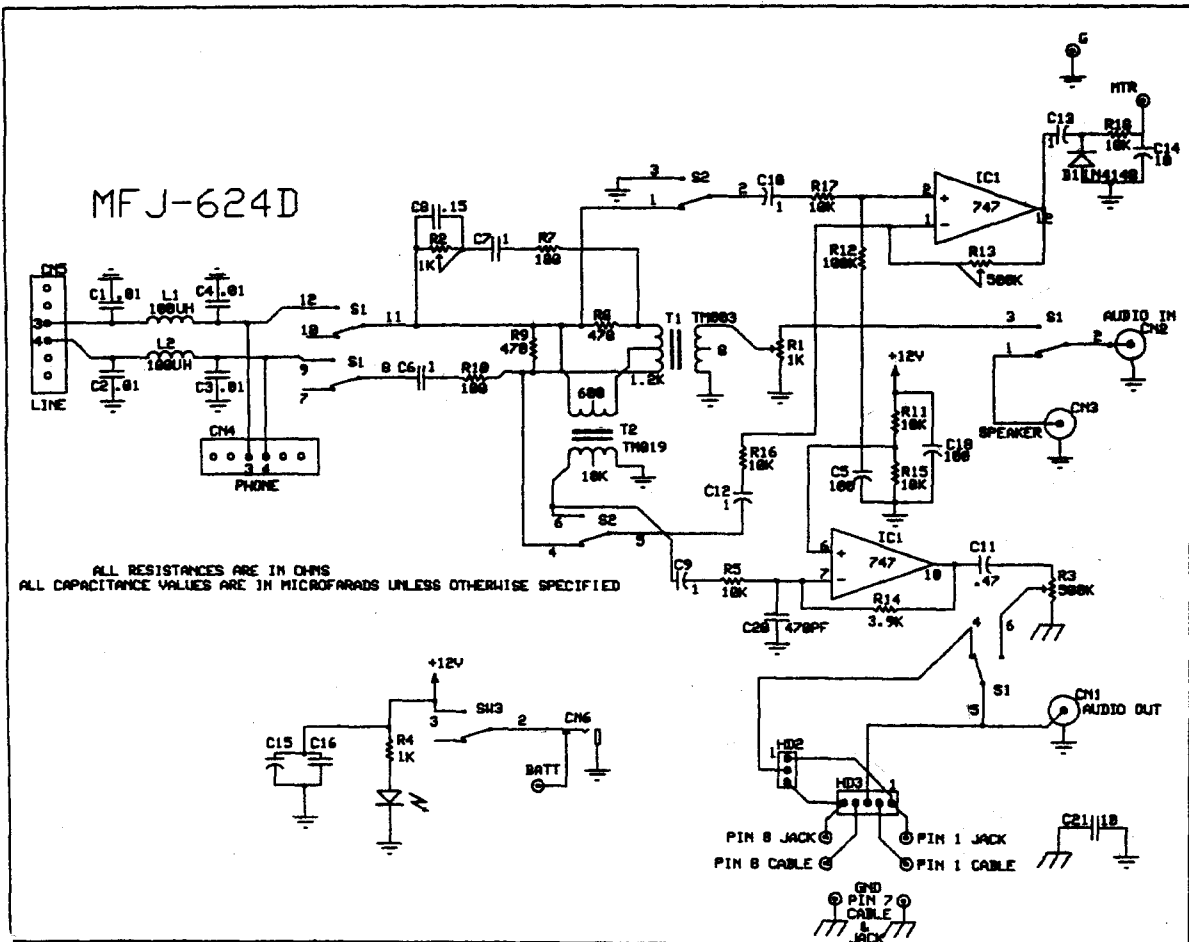 G
MTR
C13
1
R18
10K
C14
10
D1
1N4148
MFJ-624D
3
S2
1
2
C10
1
R17
10K
2
+
1
-
IC1
747
12
R13
500K
R12
100K
C8
.15
R2
1K
C7
1
R7
100
CN5
C1
.01
L1
100UH
C4
.01
12
S1
10
11
3
4
L2
100UH
C2
.01
C3
.01
9
S1
7
8
C6
1
R10
100
R9
470
R8
470
T1
TM003
8
1.2K
R1
1K
3
S1
AUDIO IN
1
2
CN2
CN3
SPEAKER
LINE
CN4
3 4
PHONE
600
T2
TM019
10K
+12V
R11
10K
R15
10K
C18
100
C5
100
R16
10K
C12
1
6
S2
4
5
C9
1
R5
10K
C20
470PF
6
+
7
-
IC1
747
10
R14
3.9K
C11
.47
R3
500K
ALL RESISTANCES ARE IN OHMS
ALL CAPACITANCE VALUES ARE IN MICROFARADS UNLESS OTHERWISE SPECIFIED
4
6
S1
5
CN1
AUDIO OUT
+12V
3
SW3
2
CN6
C15
C16
R4
1K
BATT
HD2
1
HD3
1
PIN 8 JACK
PIN 1 JACK
PIN 8 CABLE
PIN 1 CABLE
C21
10
GND
PIN 7
CABLE
&
JACK